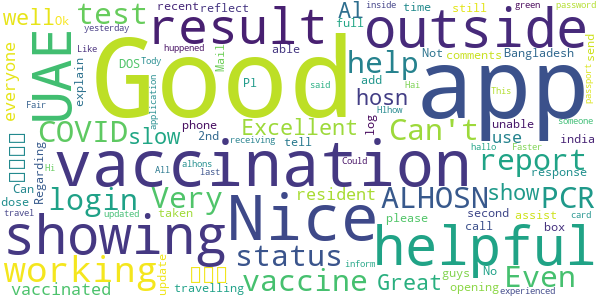 well Ok test recent reflect result Al time full still outside green password
inside
yesterday Like
everyone UAE explain DOS Tody huppened able Mail Good Pl said help hosn Not add comments app Bangladesh send passport
Fair COVID slow application phone 2nd Excellent tell log Can't unable use india
Hai This H1how someone
Regarding Hi vaccination receiving hallo Faster report response
Can dose login All alhons last Very Could resident ALHOSN show PCR
travel showing updated taken Nice please second call assist box card
working update status inform helpful
vaccinated travelling vaccine Great opening guys No Even experienced